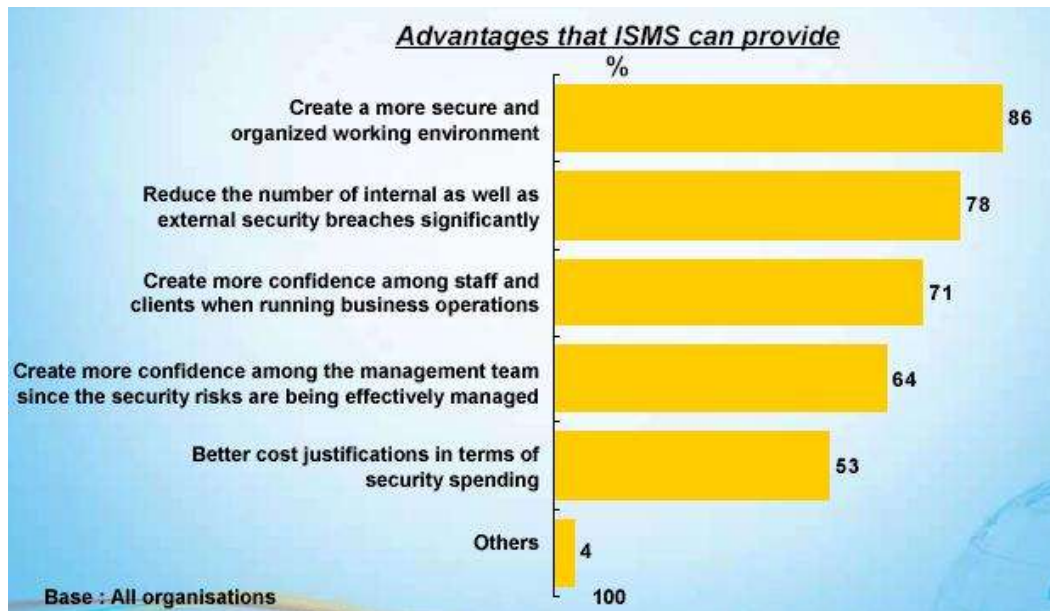 Advantages that ISMS can provide
%
Create a more secure and
organized working environment
86
Reduce the number of internal as well as
external security breaches significantly
78
Create more confidence among staff and
clients when running business operations
71
Create more confidence among the management team
since the security risks are being effectively managed
64
Better cost justifications in terms of
security spending
53
Others
4
Base : All organisations
100